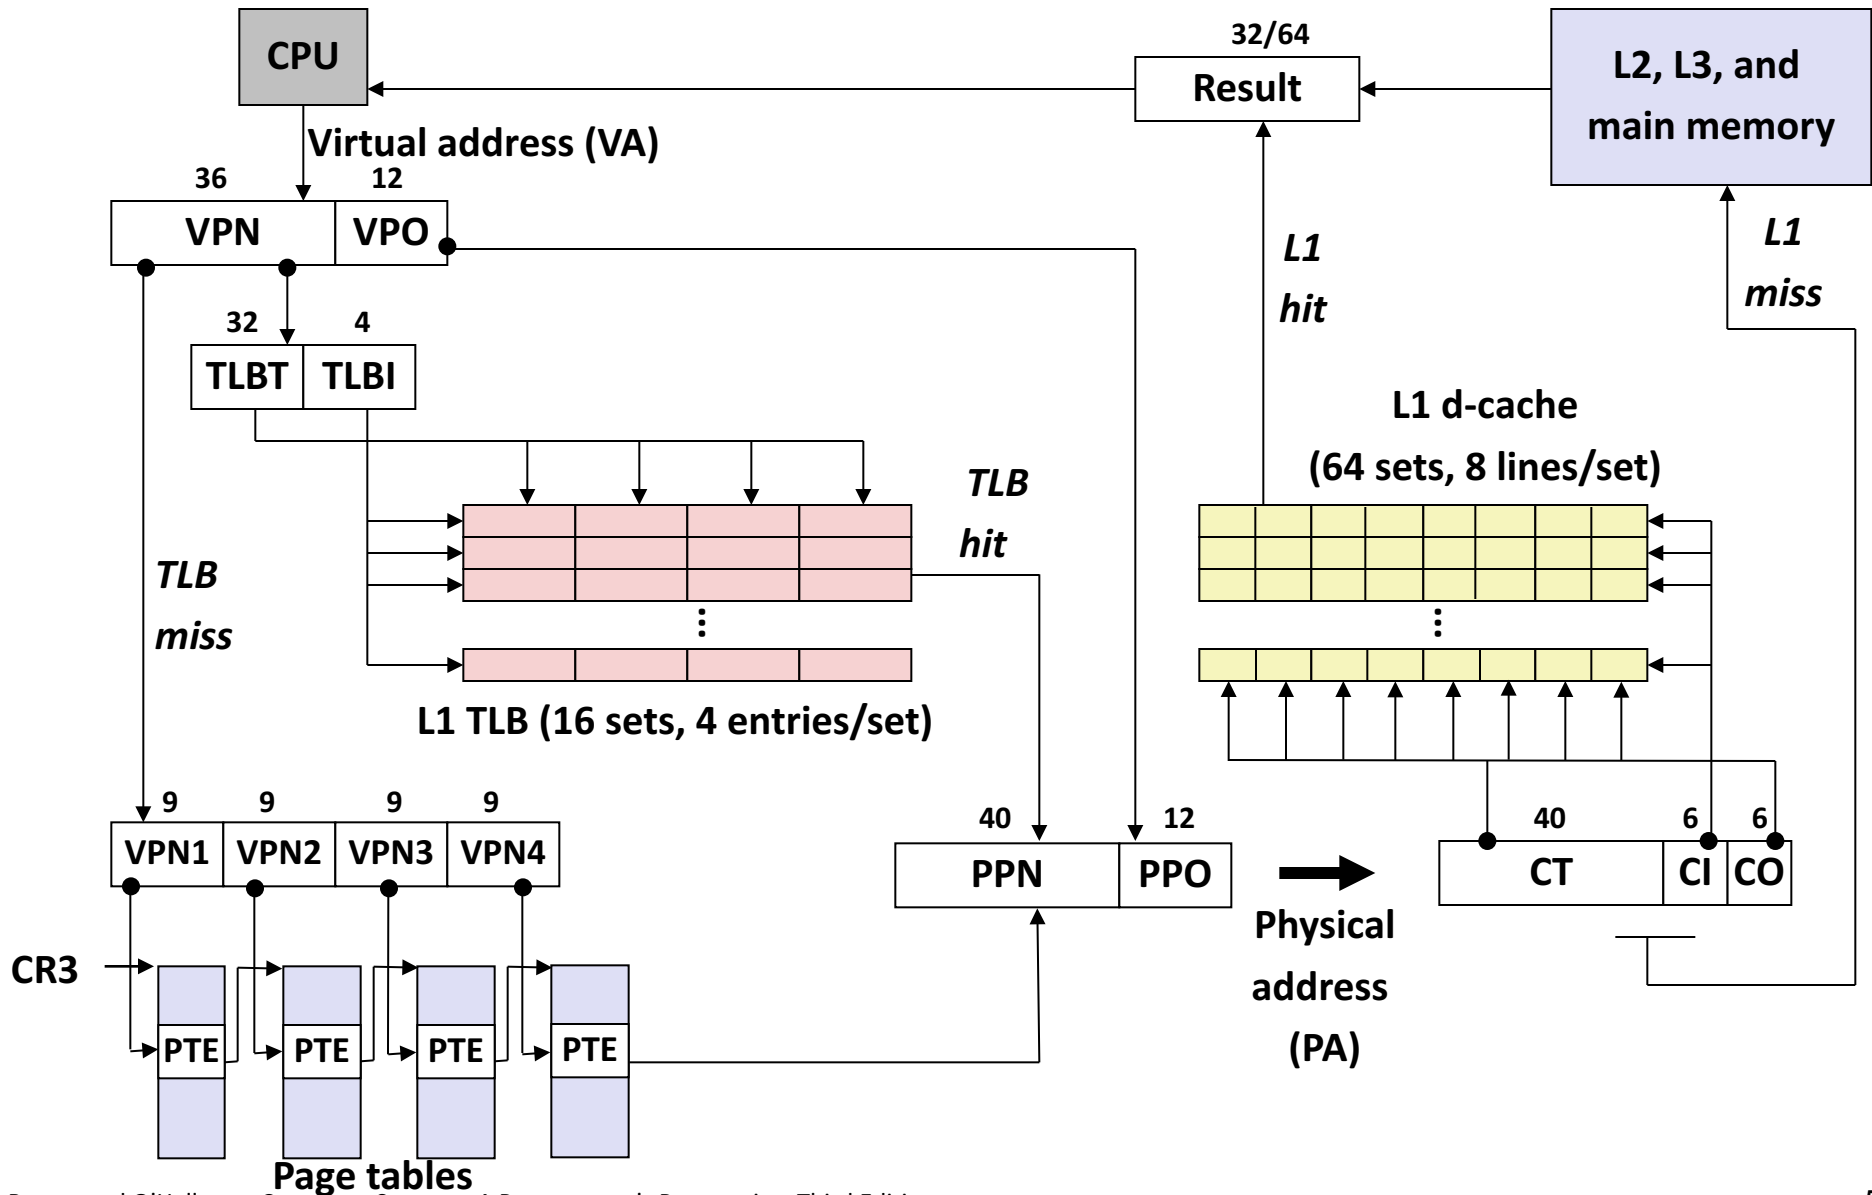 CPU
32/64
Result
L2, L3, and
main memory
Virtual address (VA)
36
12
VPN
VPO
L1
hit
L1
miss
32
4
TLBT
TLBI
L1 d-cache
(64 sets, 8 lines/set)
TLB
hit
TLB
miss
...
...
L1 TLB (16 sets, 4 entries/set)
9
9
9
9
VPN1
VPN2
VPN3
VPN4
40
12
PPN
PPO
40
6
6
CT
CI
CO
Physical
address
(PA)
CR3
PTE
PTE
PTE
PTE
Page tables